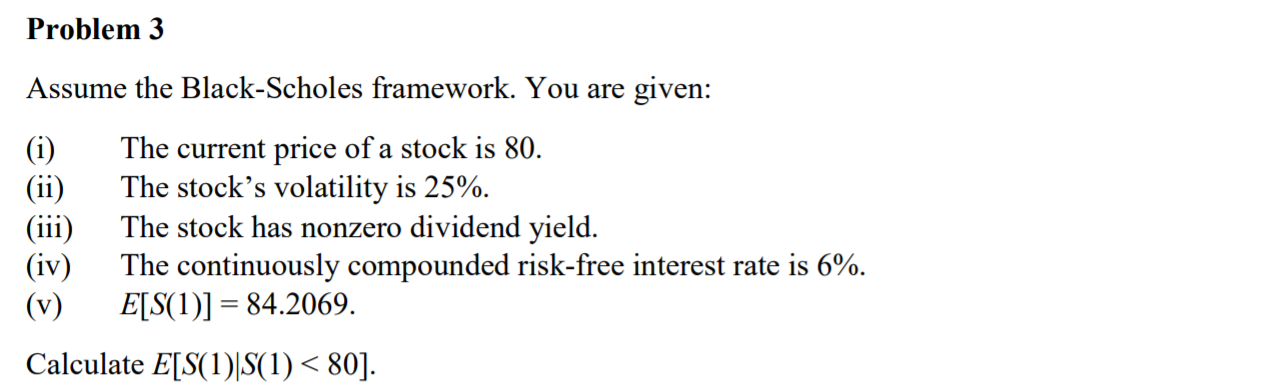 Problem 3
Assume the Black-Scholes framework. You are given:
(i) The current price of a stock is 80.
(ii) The stock’s volatility is 25%.
(iii) The stock has nonzero dividend yield.
(iv) The continuously compounded risk-free interest rate is 6%.
(v) E[S(1)] = 84.2069.
Calculate E[S(1)|S(1) < 80].